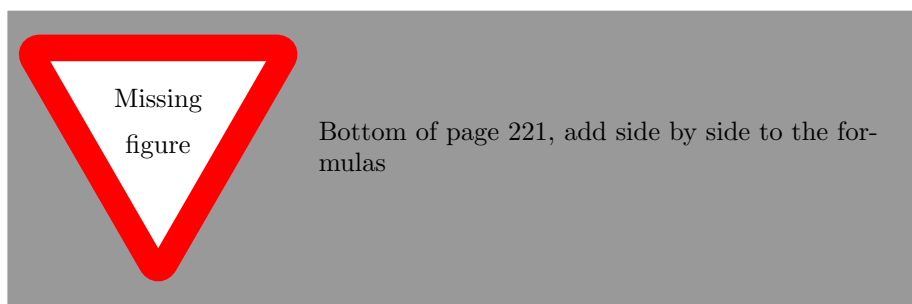 Missing
figure
Bottom of page 221, add side by side to the for-
mulas